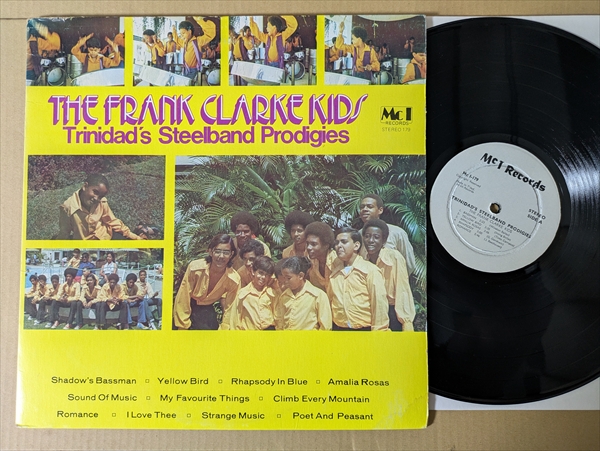 THE FRANK CLARKE KIDS
Trinidad's Steelband Prodigies
Mc I
RECORDS
STEREO 179
Shadow's Bassman ▫ Yellow Bird ▫ Rhapsody In Blue ▫ Amalia Rosas
Sound Of Music ▫ My Favourite Things ▫ Climb Every Mountain
Romance ▫ I Love Thee ▫ Strange Music ▫ Poet And Peasant
Mc I Records
STEREO
SIDE A
TRINIDAD'S STEELBAND PRODIGIES